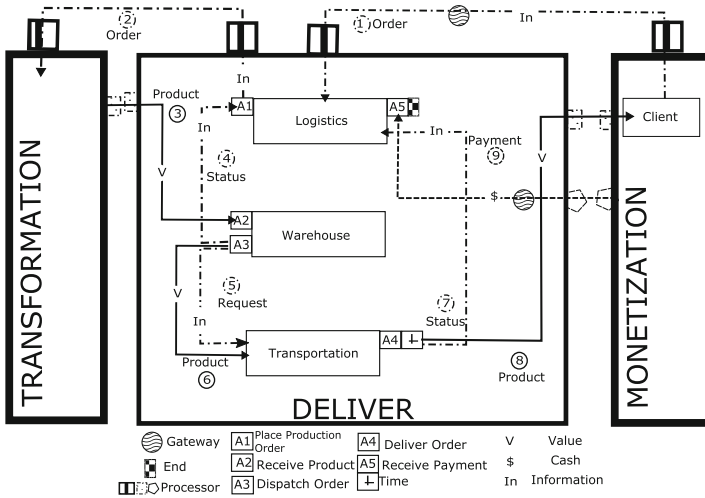 2
Order
1 Order
In
Product
3
In
A1
A5
Logistics
In
In
Client
4
Status
Payment
9
V
V
$
TRANSFORMATION
A2
Warehouse
A3
MONETIZATION
V
5
Request
7
Status
In
A4
Transportation
Product
6
8
Product
DELIVER
Gateway
A1 Place Production
Order
A4 Deliver Order
V Value
End
A2 Receive Product
A5 Receive Payment
$ Cash
Processor
A3 Dispatch Order
Time
In Information